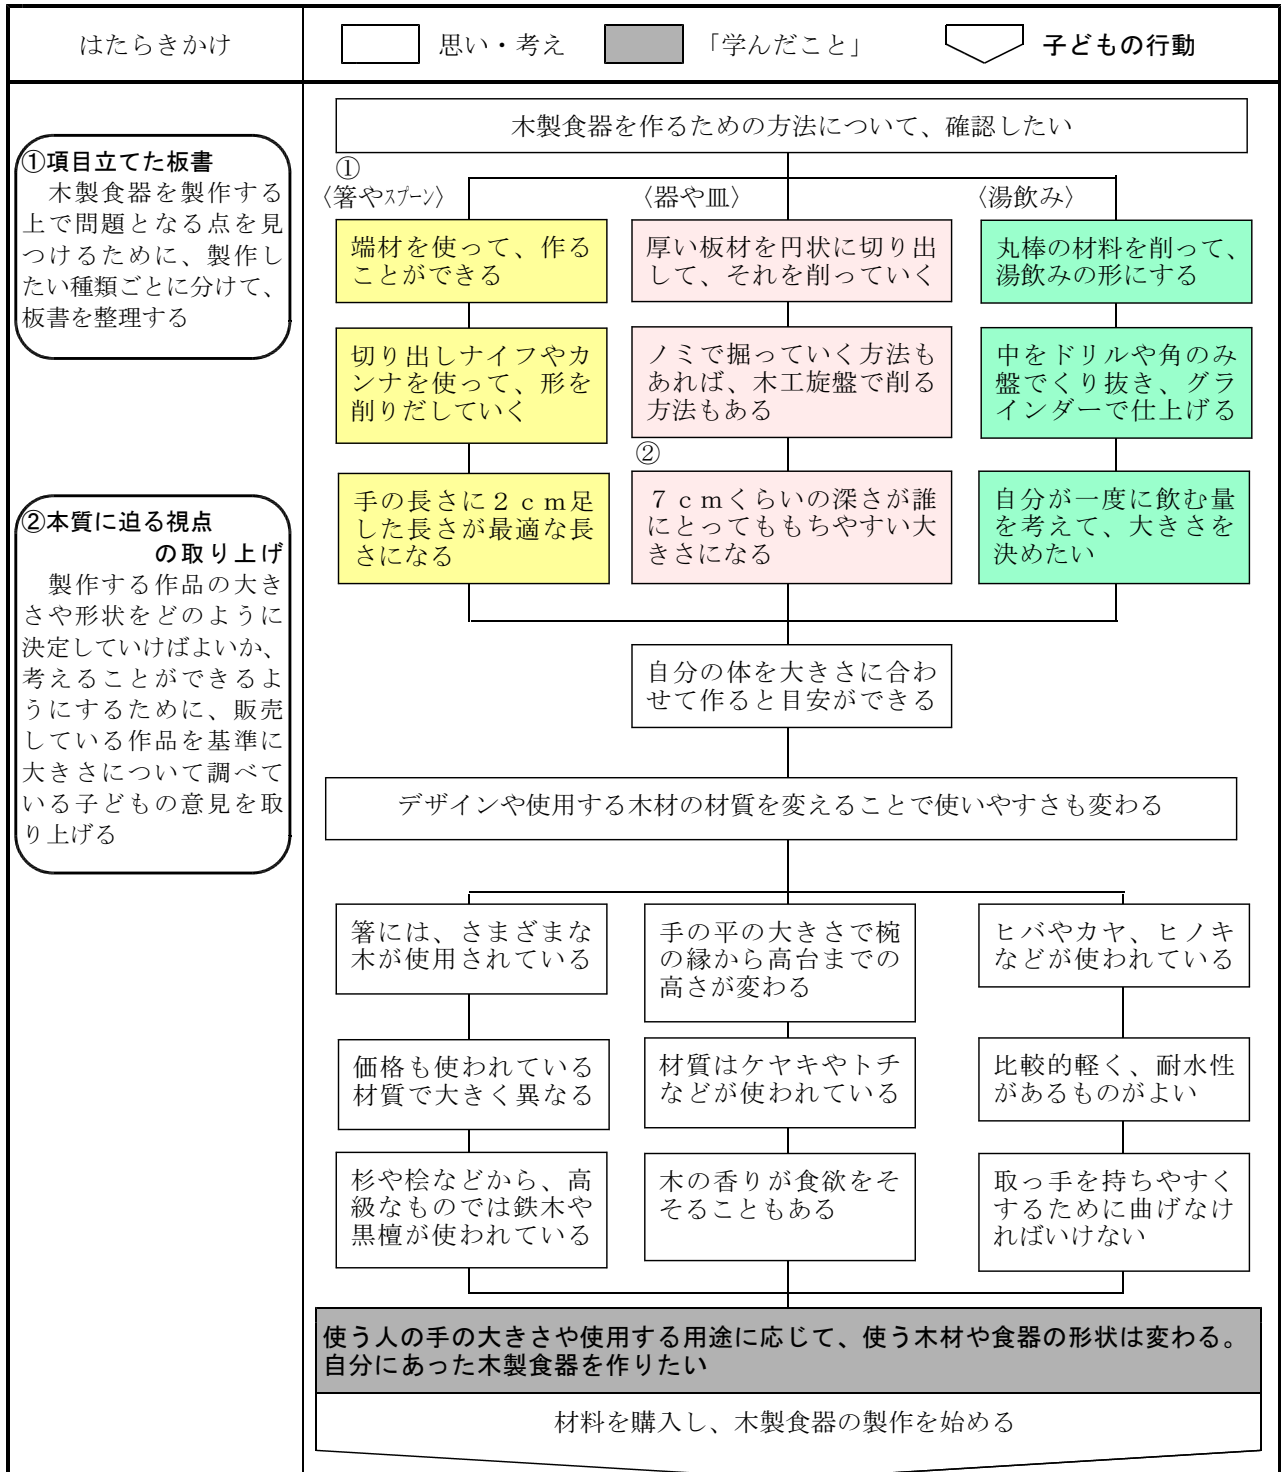 はたらきかけ
思い・考え
「学んだこと」
子どもの行動
①項目立てた板書
木製食器を製作する
上で問題となる点を見
つけるために、製作し
たい種類ごとに分けて、
板書を整理する
②本質に迫る視点
の取り上げ
製作する作品の大き
さや形状をどのように
決定していけばよいか、
考えることができるよ
うにするために、販売
している作品を基準に
大きさについて調べて
いる子どもの意見を取
り上げる
木製食器を作るための方法について、確認したい
①
〈箸やスプーン〉
端材を使って、作る
ことができる
切り出しナイフやカ
ンナを使って、形を
削りだしていく
手の長さに２ｃｍ足
した長さが最適な長
さになる
〈器や皿〉
厚い板材を円状に切り出
して、それを削っていく
ノミで掘っていく方法も
あれば、木工旋盤で削る
方法もある
②
７ｃｍくらいの深さが誰
にとってももちやすい大
きさになる
〈湯飲み〉
丸棒の材料を削って、
湯飲みの形にする
中をドリルや角のみ
盤でくり抜き、グラ
インダーで仕上げる
自分が一度に飲む量
を考えて、大きさを
決めたい
自分の体を大きさに合わ
せて作ると目安ができる
デザインや使用する木材の材質を変えることで使いやすさも変わる
箸には、さまざまな
木が使用されている
価格も使われている
材質で大きく異なる
杉や桧などから、高
級なものでは鉄木や
黒檀が使われている
手の平の大きさで椀
の縁から高台までの
高さが変わる
材質はケヤキやトチ
などが使われている
木の香りが食欲をそ
そることもある
ヒバやカヤ、ヒノキ
などが使われている
比較的軽く、耐水性
があるものがよい
取っ手を持ちやすく
するために曲げなけ
ればいけない
使う人の手の大きさや使用する用途に応じて、使う木材や食器の形状は変わる。
自分にあった木製食器を作りたい
材料を購入し、木製食器の製作を始める